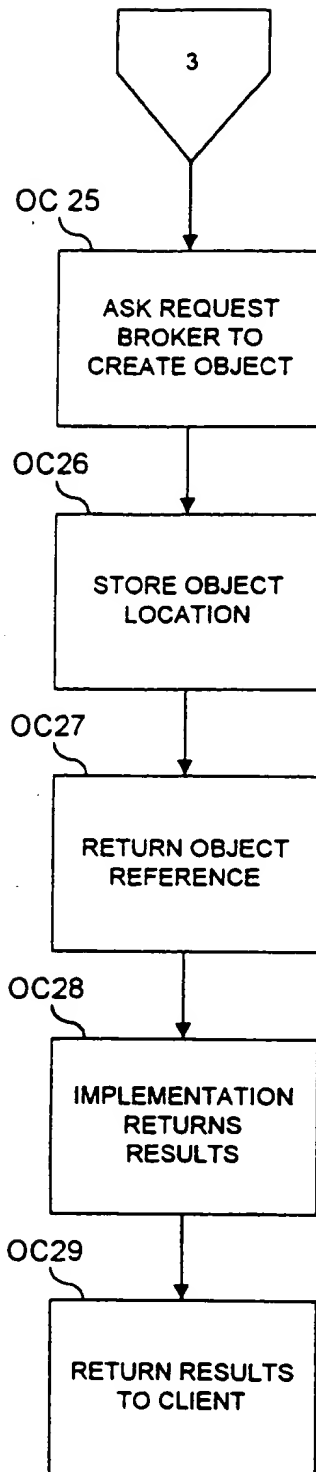 3
OC 25
ASK REQUEST
BROKER TO
CREATE OBJECT
OC26
STORE OBJECT
LOCATION
OC27
RETURN OBJECT
REFERENCE
OC28
IMPLEMENTATION
RETURNS
RESULTS
OC29
RETURN RESULTS
TO CLIENT